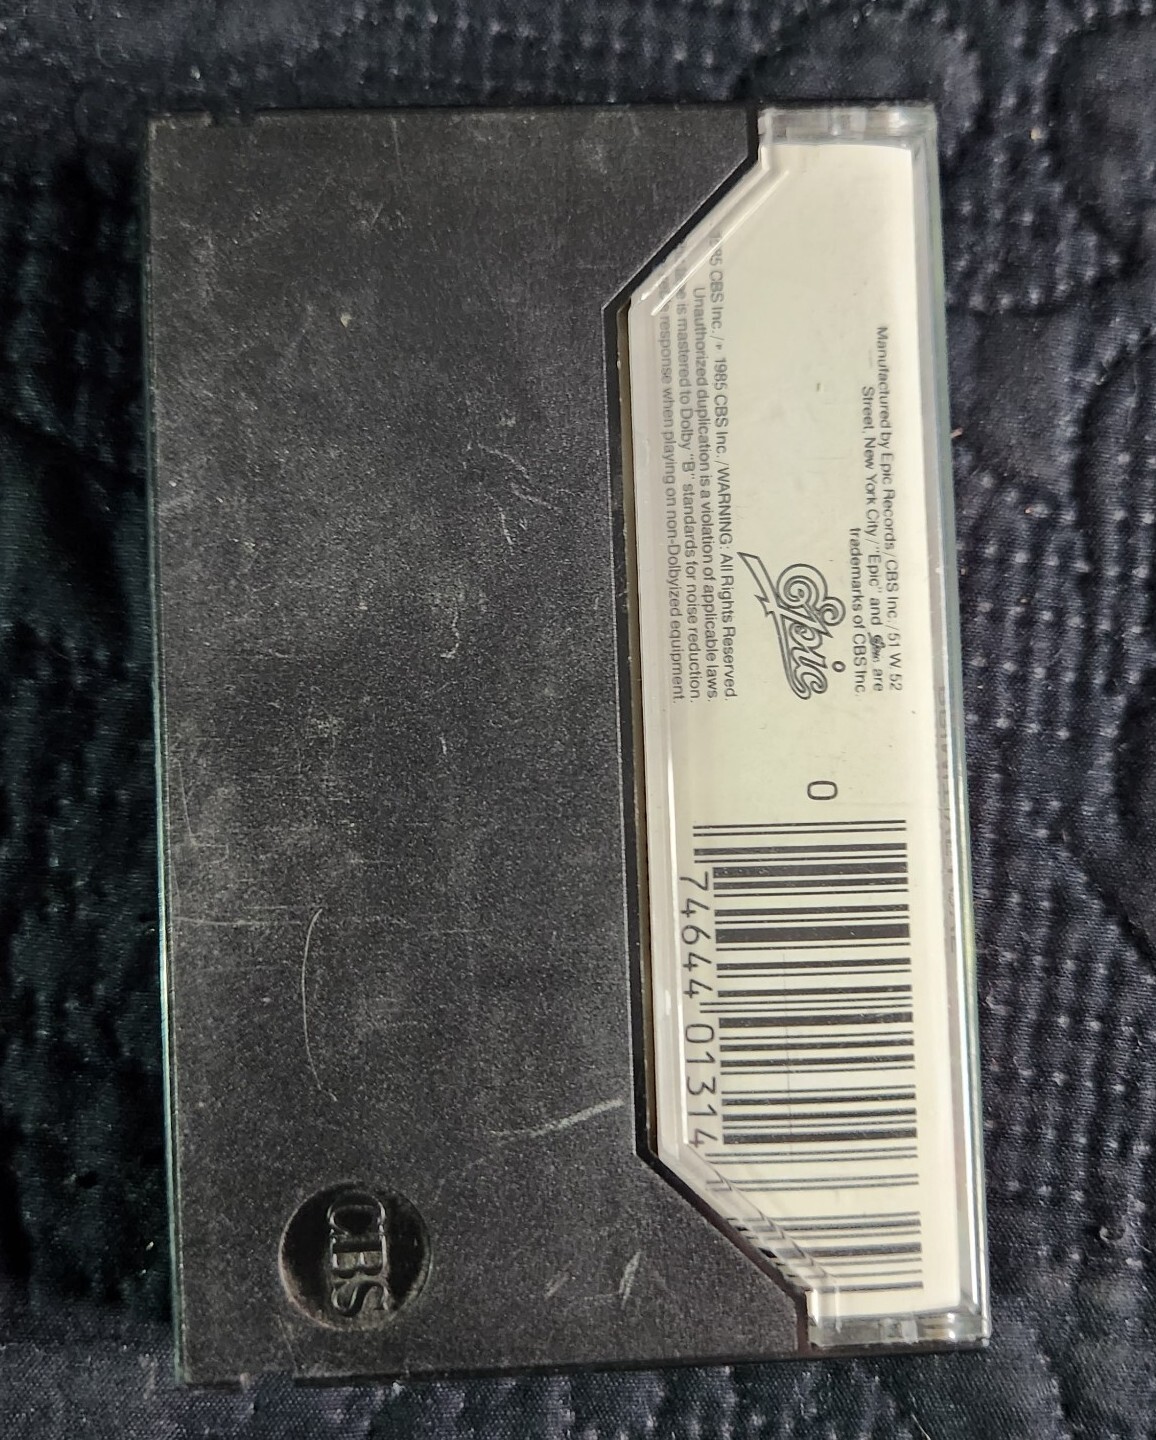 Manufactured by Epic Records/CBS Inc./51 W 52
Street, New York City/"Epic" and Epic are
trademarks of CBS Inc.
Epic
85 CBS Inc./ 1985 CBS Inc./WARNING: All Rights Reserved.
Unauthorized duplication is a violation of applicable laws.
is mastered to Dolby "B" standards for noise reduction
response when playing on non-Dolbyized equipment.
0
74644 01314
CBS